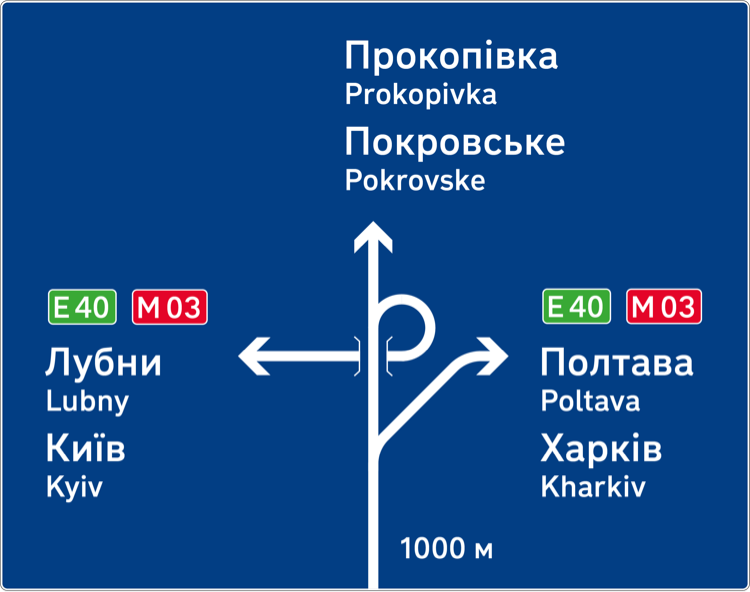 Прокопівка
Prokopivka
Покровське
Pokrovske
E 40 M 03
Лубни
Lubny
Київ
Kyiv
E 40 M 03
Полтава
Poltava
Харків
Kharkiv
1000 м